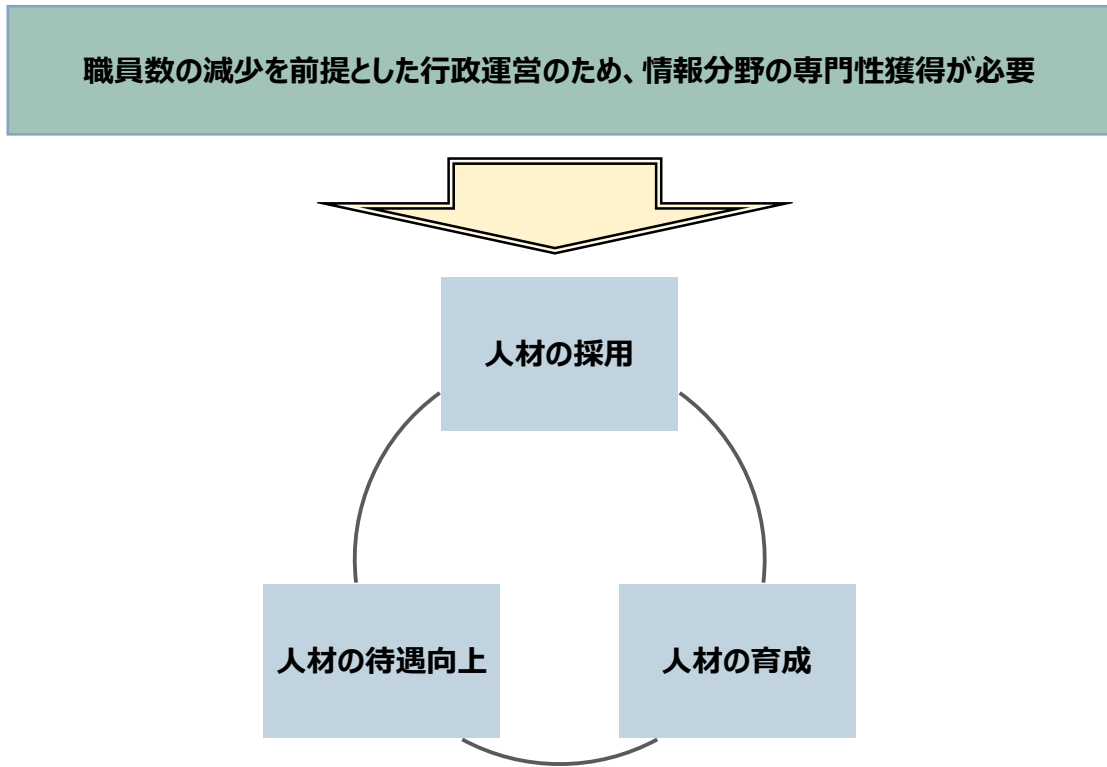 職員数の減少を前提とした行政運営のため、情報分野の専門性獲得が必要
人材の採用
人材の待遇向上
人材の育成